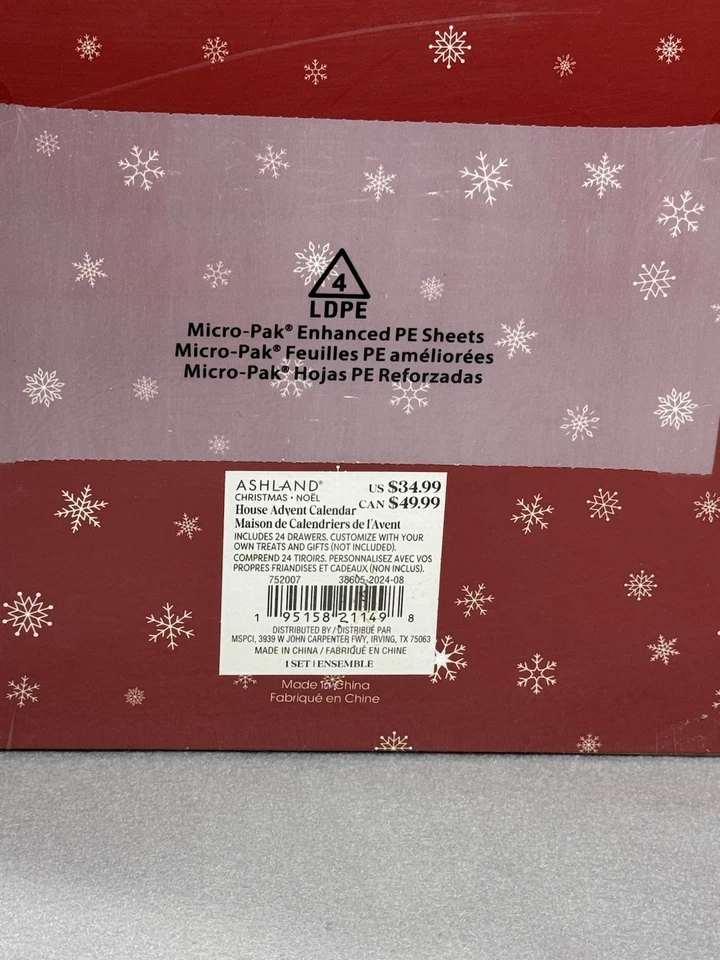 4
LDPE
Micro-Pak® Enhanced PE Sheets
Micro-Pak® Feuilles PE améliorées
Micro-Pak® Hojas PE Reforzadas
ASHLAND® US $34.99
CHRISTMAS • NOËL CAN $49.99
House Advent Calendar
Maison de Calendriers de l'Avent
INCLUDES 24 DRAWERS. CUSTOMIZE WITH YOUR
OWN TREATS AND GIFTS (NOT INCLUDED).
COMPREND 24 TIROIRS. PERSONNALISEZ AVEC VOS
PROPRES FRIANDISES ET CADEAUX (NON INCLUS).
752007 38605-2024-08
1 95158 21149 8
DISTRIBUTED BY / DISTRIBUÉ PAR
MSPCI, 3939 W JOHN CARPENTER FWY, IRVING, TX 75063
MADE IN CHINA / FABRIQUÉ EN CHINE
1 SET | ENSEMBLE
Made in China
Fabriqué en Chine